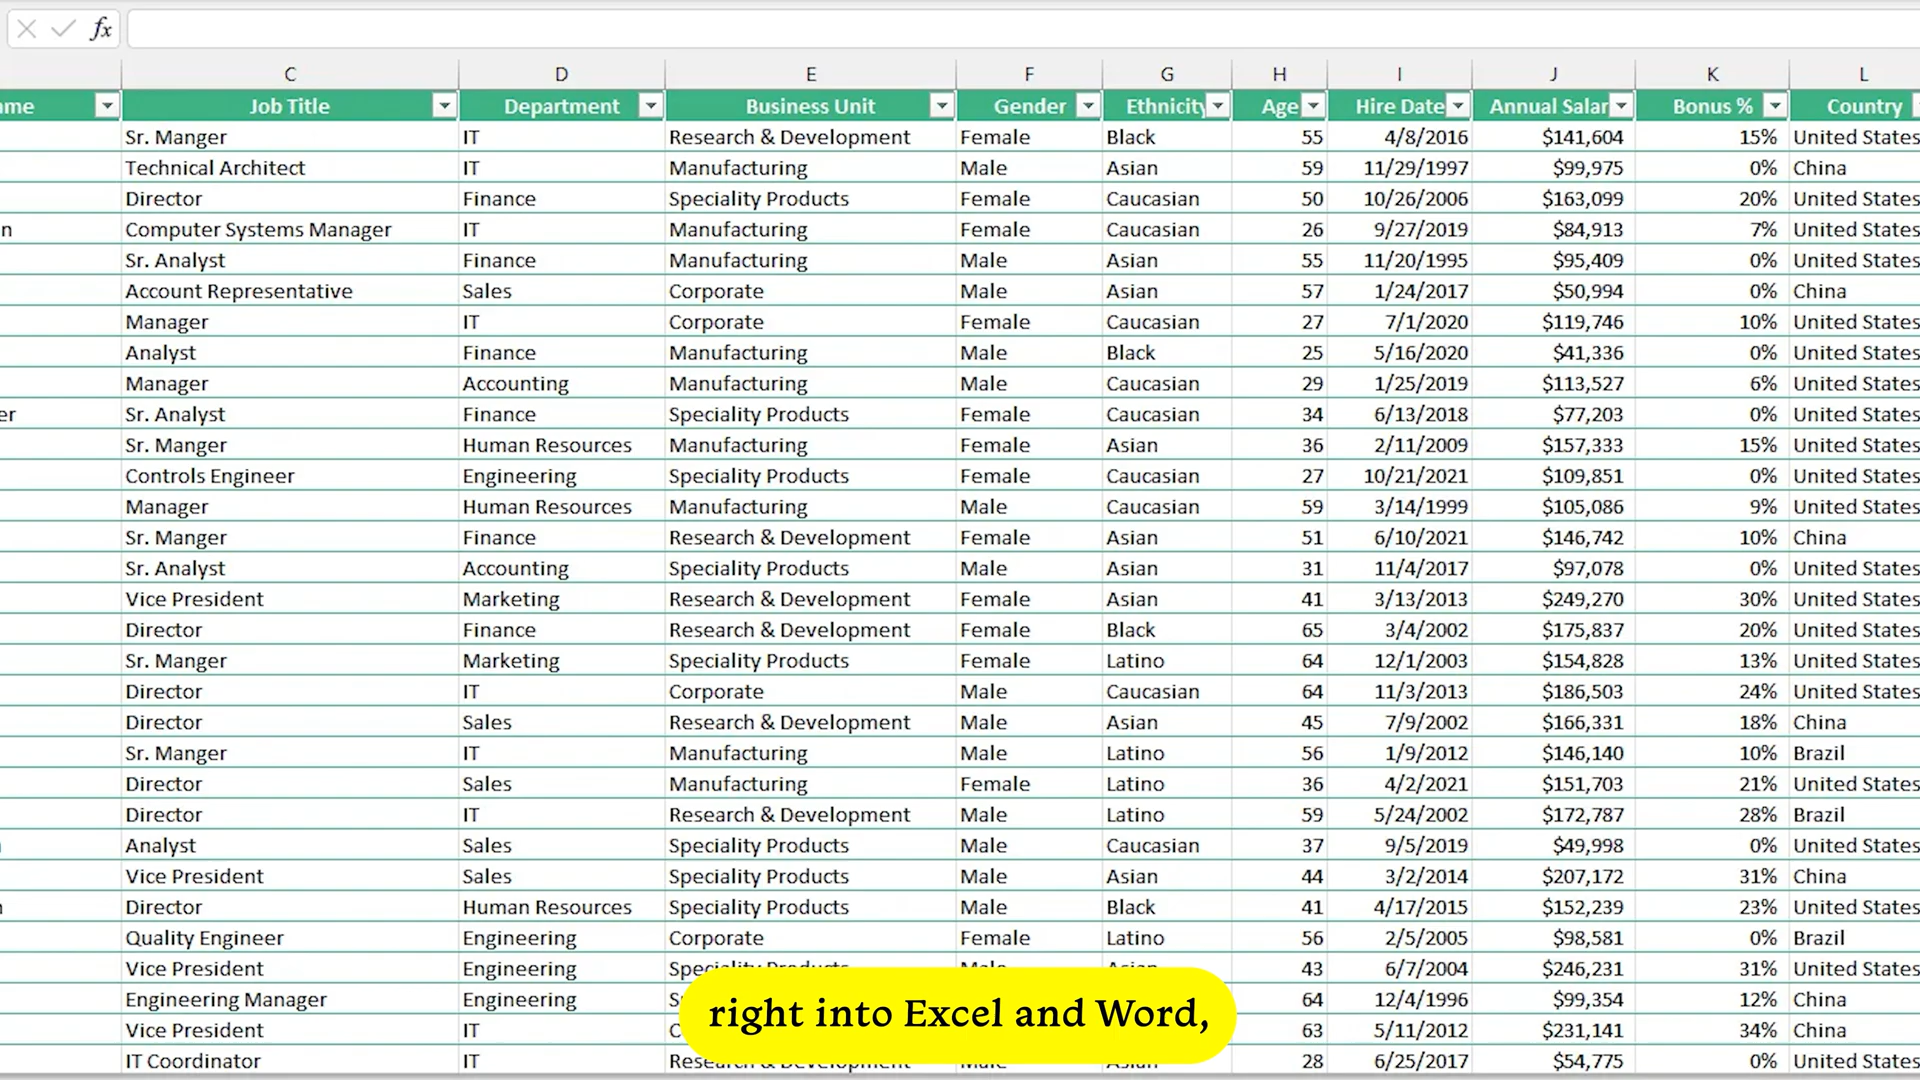 fx
C D E F G H I J K L
me Job Title Department Business Unit Gender Ethnicity Age Hire Date Annual Salar Bonus % Country
Sr. Manger IT Research & Development Female Black 55 4/8/2016 $141,604 15% United States
Technical Architect IT Manufacturing Male Asian 59 11/29/1997 $99,975 0% China
Director Finance Speciality Products Female Caucasian 50 10/26/2006 $163,099 20% United States
n Computer Systems Manager IT Manufacturing Female Caucasian 26 9/27/2019 $84,913 7% United States
Sr. Analyst Finance Manufacturing Male Asian 55 11/20/1995 $95,409 0% United States
Account Representative Sales Corporate Male Asian 57 1/24/2017 $50,994 0% China
Manager IT Corporate Female Caucasian 27 7/1/2020 $119,746 10% United States
Analyst Finance Manufacturing Male Black 25 5/16/2020 $41,336 0% United States
Manager Accounting Manufacturing Male Caucasian 29 1/25/2019 $113,527 6% United States
er Sr. Analyst Finance Speciality Products Female Caucasian 34 6/13/2018 $77,203 0% United States
Sr. Manger Human Resources Manufacturing Female Asian 36 2/11/2009 $157,333 15% United States
Controls Engineer Engineering Speciality Products Female Caucasian 27 10/21/2021 $109,851 0% United States
Manager Human Resources Manufacturing Male Caucasian 59 3/14/1999 $105,086 9% United States
Sr. Manger Finance Research & Development Female Asian 51 6/10/2021 $146,742 10% China
Sr. Analyst Accounting Speciality Products Male Asian 31 11/4/2017 $97,078 0% United States
Vice President Marketing Research & Development Female Asian 41 3/13/2013 $249,270 30% United States
Director Finance Research & Development Female Black 65 3/4/2002 $175,837 20% United States
Sr. Manger Marketing Speciality Products Female Latino 64 12/1/2003 $154,828 13% United States
Director IT Corporate Male Caucasian 64 11/3/2013 $186,503 24% United States
Director Sales Research & Development Male Asian 45 7/9/2002 $166,331 18% China
Sr. Manger IT Manufacturing Male Latino 56 1/9/2012 $146,140 10% Brazil
Director Sales Manufacturing Female Latino 36 4/2/2021 $151,703 21% United States
Director IT Research & Development Male Latino 59 5/24/2002 $172,787 28% Brazil
Analyst Sales Speciality Products Male Caucasian 37 9/5/2019 $49,998 0% United States
Vice President Sales Speciality Products Male Asian 44 3/2/2014 $207,172 31% China
Director Human Resources Speciality Products Male Black 41 4/17/2015 $152,239 23% United States
Quality Engineer Engineering Corporate Female Latino 56 2/5/2005 $98,581 0% Brazil
Vice President Engineering Speciality Products Male Asian 43 6/7/2004 $246,231 31% United States
Engineering Manager Engineering 64 12/4/1996 $99,354 12% China
Vice President IT 63 5/11/2012 $231,141 34% China
IT Coordinator IT Research & Development 28 6/25/2017 $54,775 0% United States
right into Excel and Word,